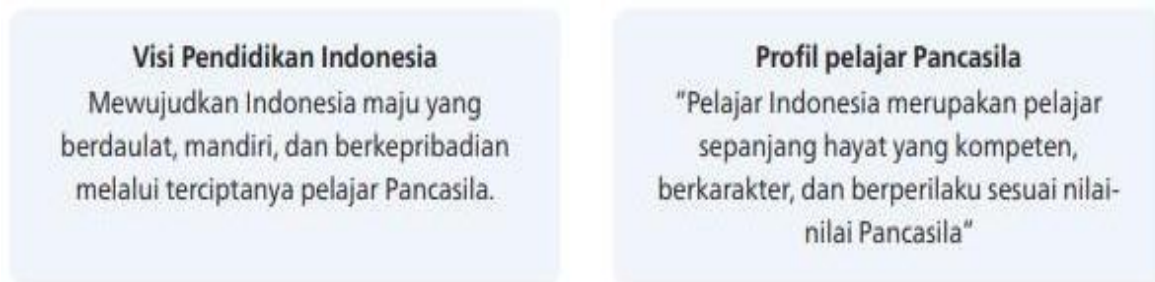 Visi Pendidikan Indonesia
Mewujudkan Indonesia maju yang
berdaulat, mandiri, dan berkepribadian
melalui terciptanya pelajar Pancasila.
Profil pelajar Pancasila
"Pelajar Indonesia merupakan pelajar
sepanjang hayat yang kompeten,
berkarakter, dan berperilaku sesuai nilai-
nilai Pancasila"